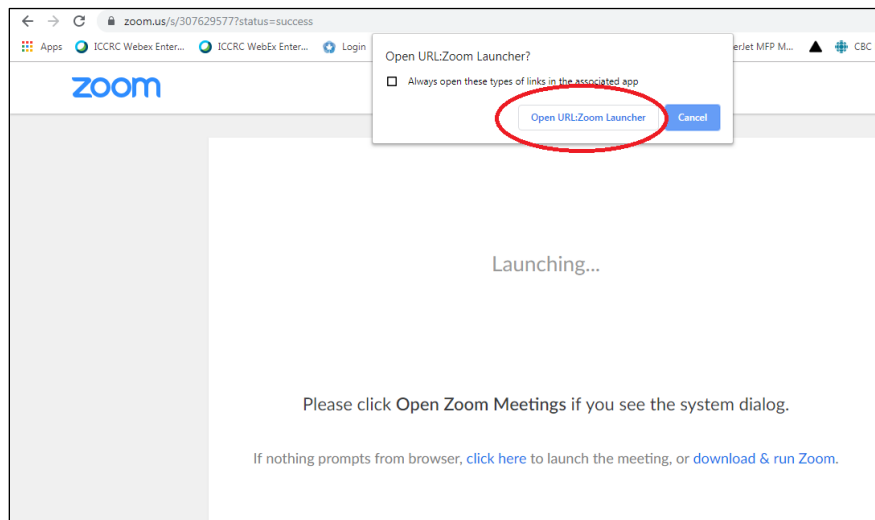 zoom.us/s/307629577?status=success
Apps ICCRC Webex Enter... ICCRC WebEx Enter... Login erJet MFP M... CBC
Open URL:Zoom Launcher?
Always open these types of links in the associated app
Open URL:Zoom Launcher Cancel
zoom
Launching...
Please click Open Zoom Meetings if you see the system dialog.
If nothing prompts from browser, click here to launch the meeting, or download & run Zoom.